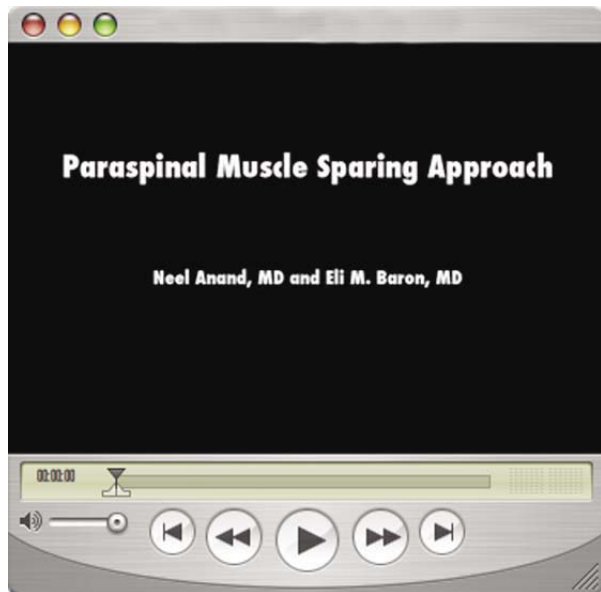 Paraspinal Muscle Sparing Approach
Neel Anand, MD and Eli M. Baron, MD
00:00:00